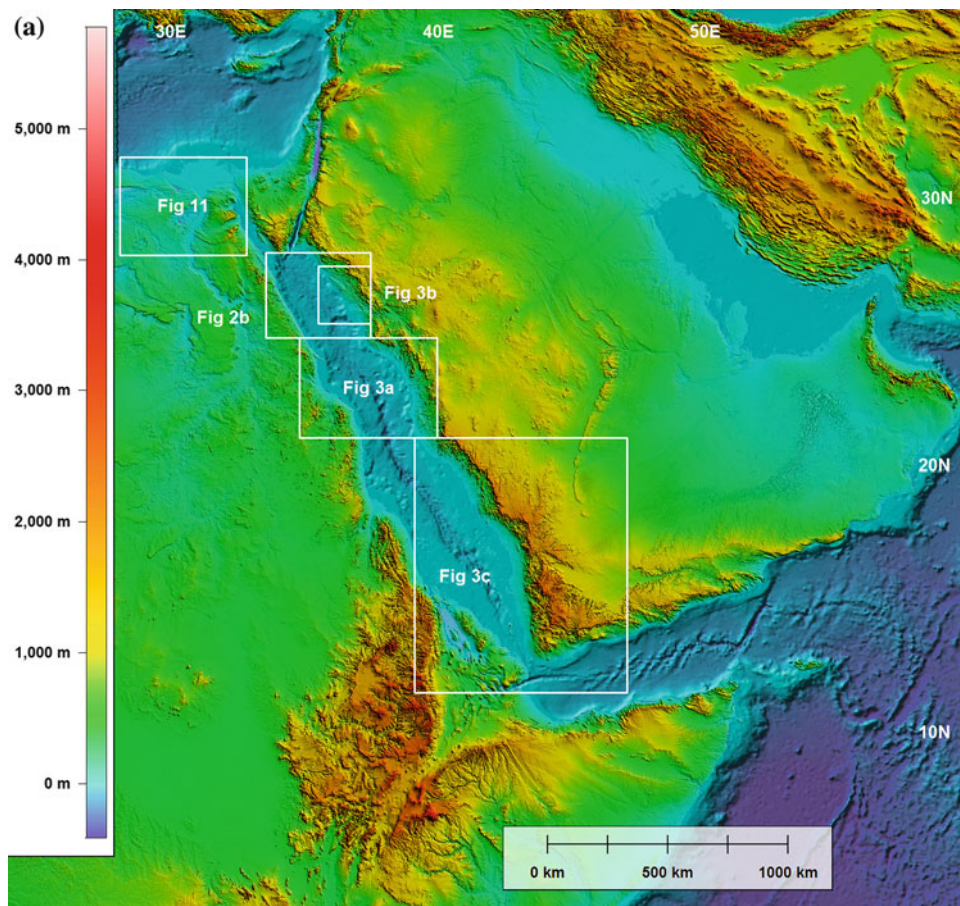 (a)
30E
40E
50E
5,000 m
4,000 m
3,000 m
2,000 m
1,000 m
0 m
Fig 11
30N
Fig 3b
Fig 2b
Fig 3a
20N
Fig 3c
10N
0 km
500 km
1000 km